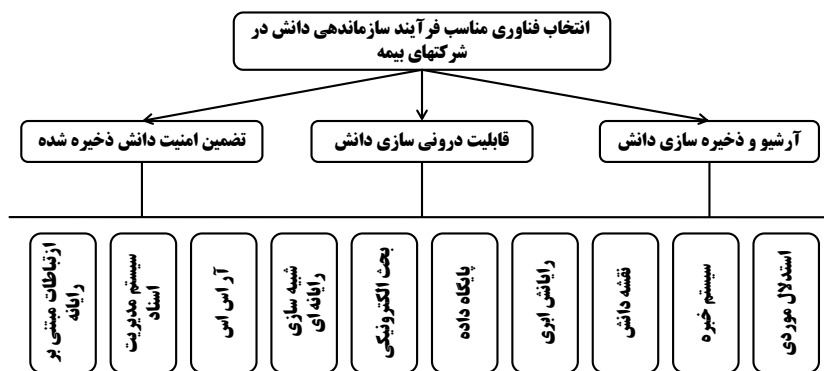 انتخاب فناوری مناسب فرآیند سازماندهی دانش در
شرکتهای بیمه
آرشیو و ذخیره سازی دانش
قابلیت درونی سازی دانش
تضمین امنیت دانش ذخیره شده
استدلال موردی
سیستم خبره
نقشه دانش
رایانش ابری
پایگاه داده
بحث الکترونیکی
شبیه سازی
رایانه ای
آر اس اس
سیستم مدیریت
اسناد
ارتباطات مبتنی بر
رایانه